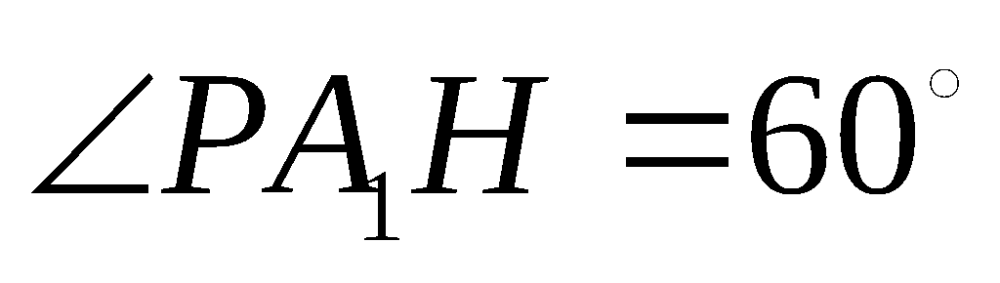 ∠PA₁H = 60°